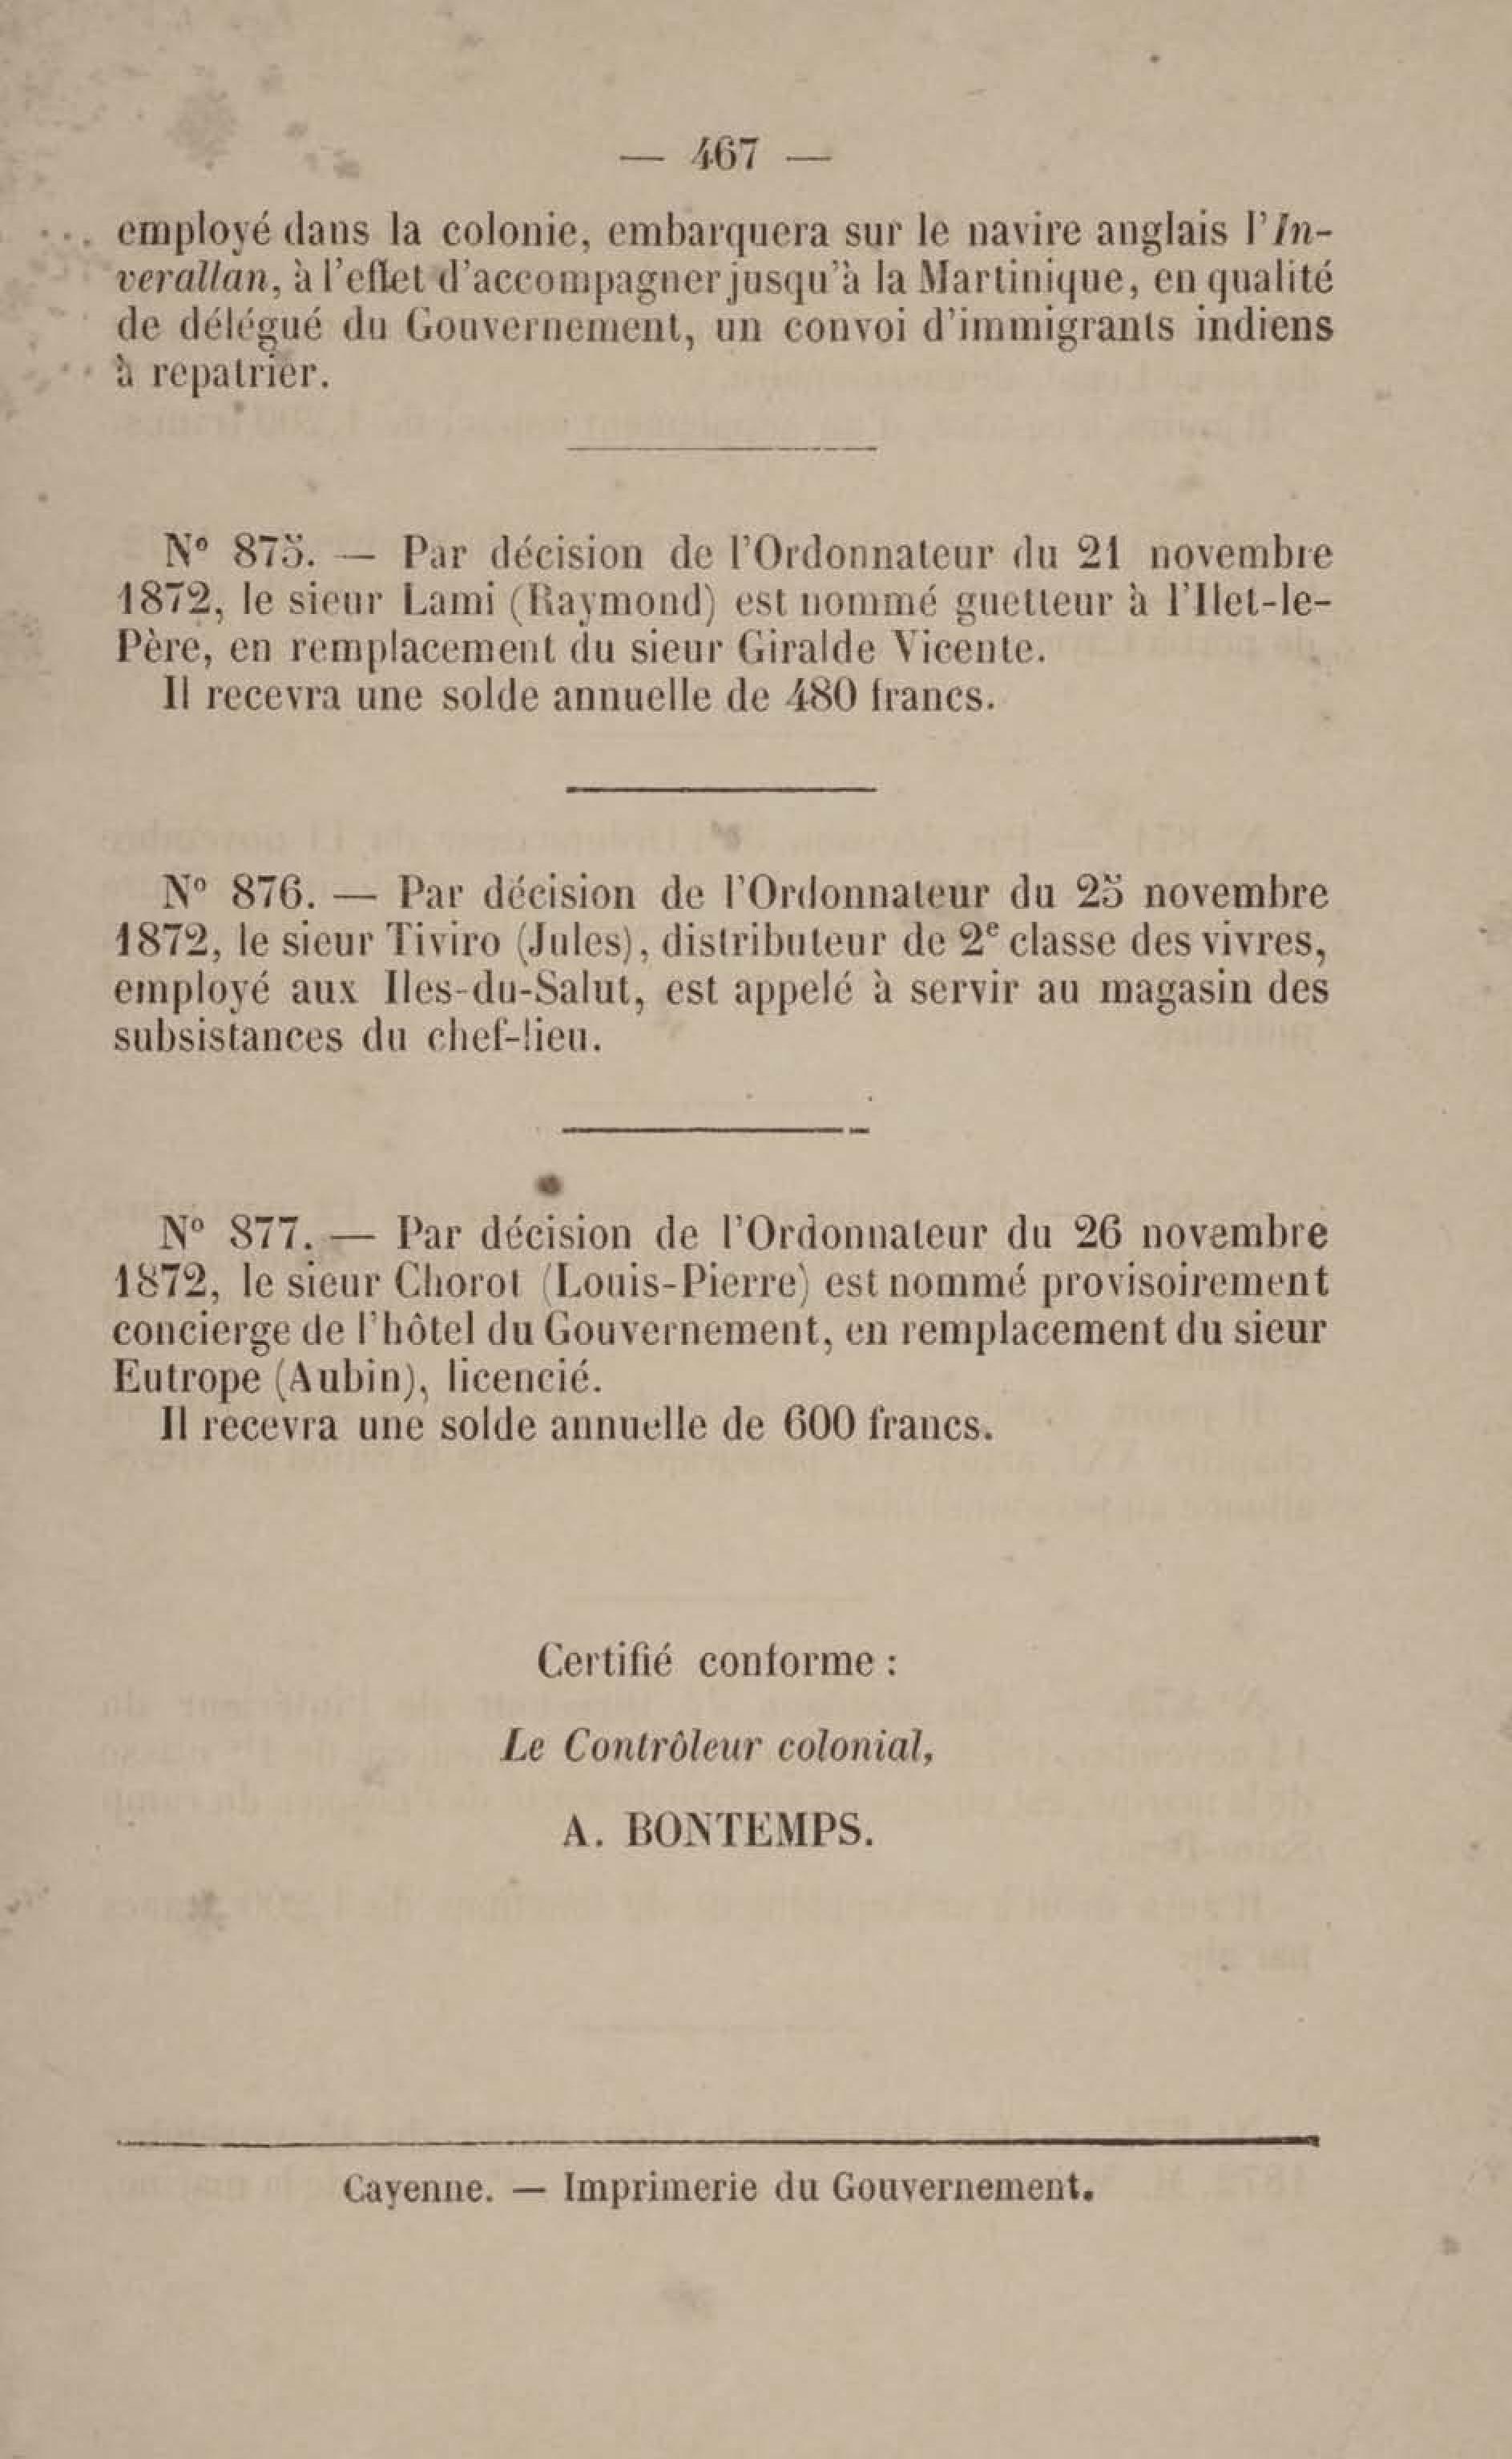 — 467 —
employé dans la colonie, embarquera sur le navire anglais l'In-
verallan, à l'effet d'accompagner jusqu'à la Martinique, en qualité
de délégué du Gouvernement, un convoi d'immigrants indiens
à repatrier.
N° 875. — Par décision de l'Ordonnateur du 21 novembre
1872, le sieur Lami (Raymond) est nommé guetteur à l'Ilet-le-
Père, en remplacement du sieur Giralde Vicente.
Il recevra une solde annuelle de 480 francs.
N° 876. — Par décision de l'Ordonnateur du 25 novembre
1872, le sieur Tiviro (Jules), distributeur de 2e classe des vivres,
employé aux Iles-du-Salut, est appelé à servir au magasin des
subsistances du chef-lieu.
N° 877. — Par décision de l'Ordonnateur du 26 novembre
1872, le sieur Chorot (Louis-Pierre) est nommé provisoirement
concierge de l'hôtel du Gouvernement, en remplacement du sieur
Eutrope (Aubin), licencié.
Il recevra une solde annuelle de 600 francs.
Certifié conforme :
Le Contrôleur colonial,
A. BONTEMPS.
Cayenne. — Imprimerie du Gouvernement.